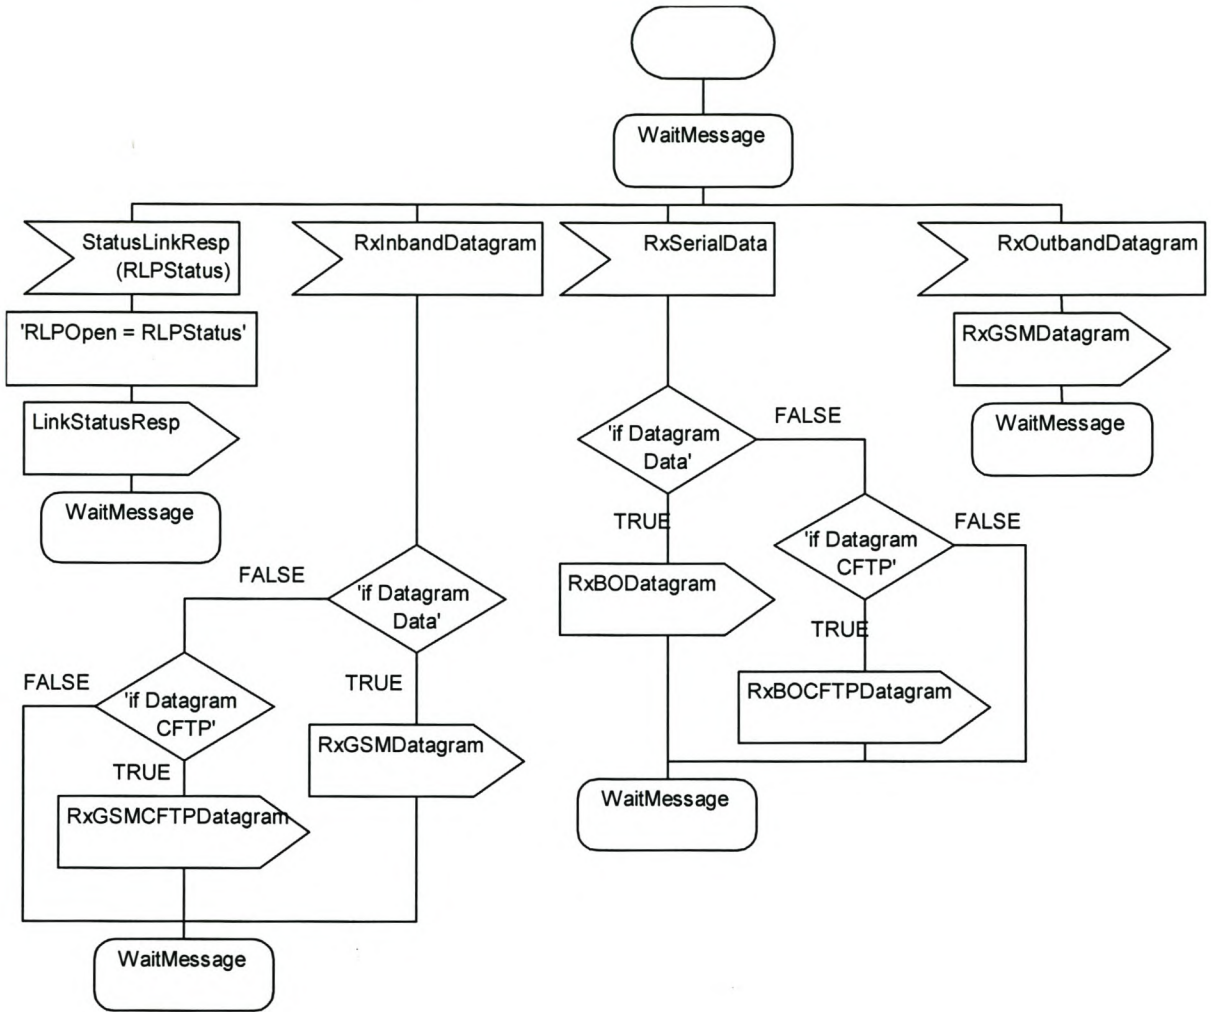 WaitMessage
StatusLinkResp
(RLPStatus)
RxInbandDatagram
RxSerialData
RxOutbandDatagram
'RLPOpen = RLPStatus'
RxGSMDatagram
LinkStatusResp
WaitMessage
FALSE
'if Datagram
Data'
WaitMessage
TRUE
FALSE
'if Datagram
CFTP'
FALSE
'if Datagram
Data'
RxBODatagram
TRUE
FALSE
'if Datagram
CFTP'
TRUE
RxBOCFTPDatagram
RxGSMDatagram
TRUE
WaitMessage
RxGSMCFTPDatagram
WaitMessage